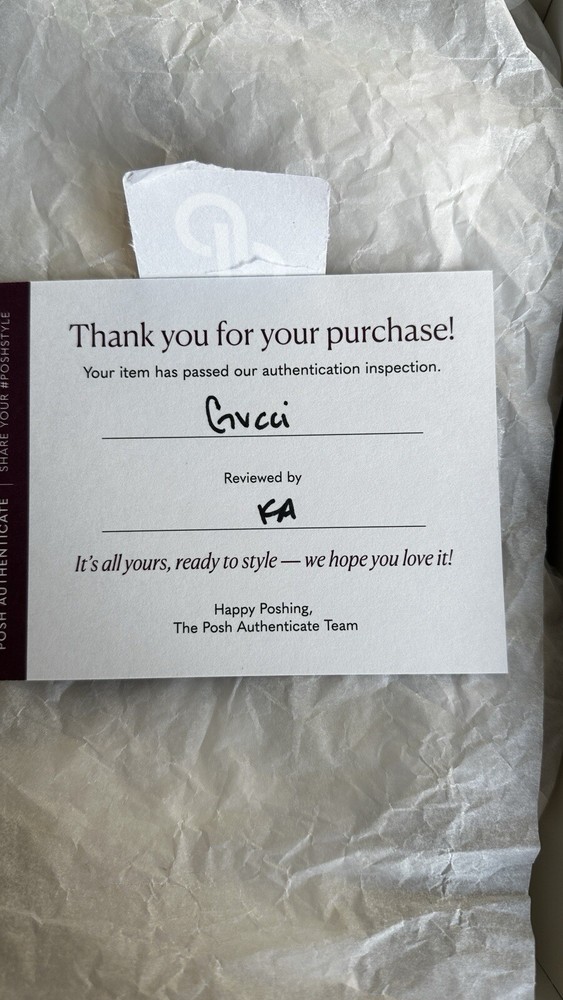 Thank you for your purchase!
Your item has passed our authentication inspection.
Gucci
Reviewed by
KA
It's all yours, ready to style — we hope you love it!
Happy Poshing,
The Posh Authenticate Team
POSH AUTHENTICATE | SHARE YOUR #POSHSTYLE